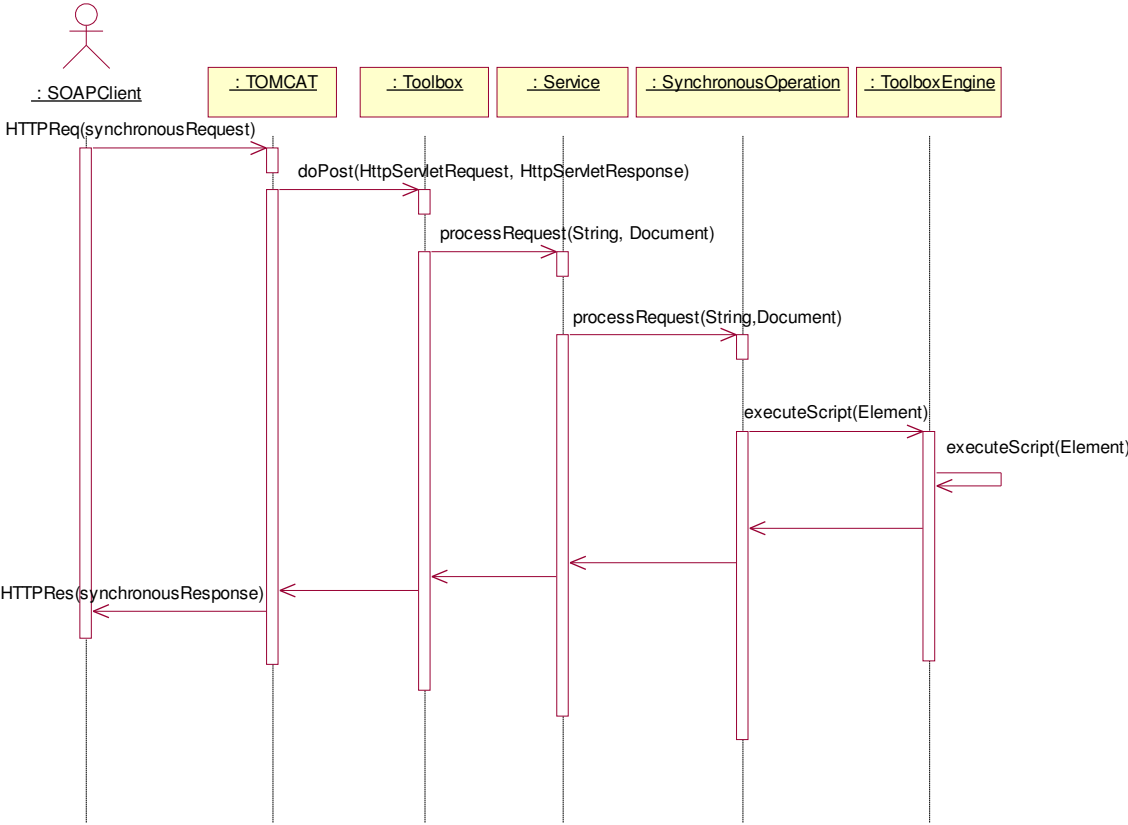 : SOAPClient
: TOMCAT
: Toolbox
: Service
: SynchronousOperation
: ToolboxEngine
HTTPReq(synchronousRequest)
doPost(HttpServletRequest, HttpServletResponse)
processRequest(String, Document)
processRequest(String,Document)
executeScript(Element)
executeScript(Element)
HTTPRes(synchronousResponse)